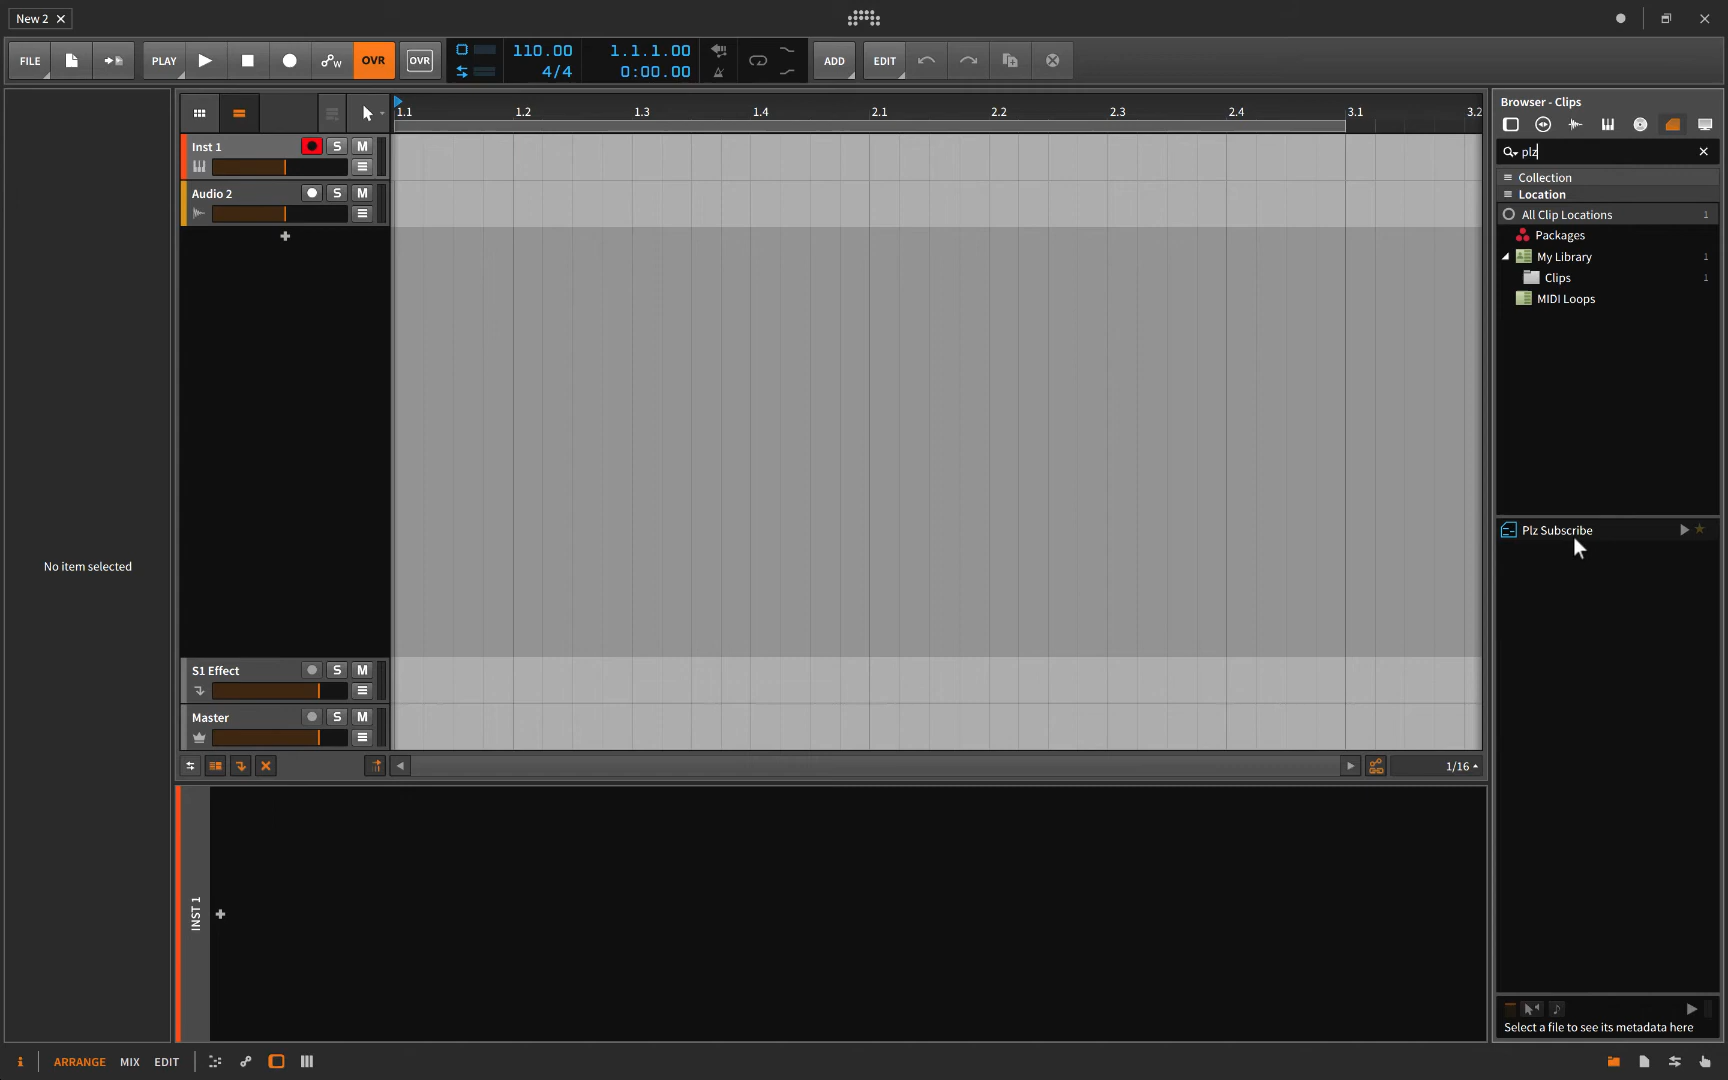 New 2
FILE
PLAY
OVR
OVR
110.00
4/4
1.1.1.00
0:00.00
ADD
EDIT
1.1
1.2
1.3
1.4
2.1
2.2
2.3
2.4
3.1
3.2
Inst 1
S
M
Audio 2
S
M
S1 Effect
S
M
Master
S
M
1/16
No item selected
INST 1
Browser - Clips
plz
Collection
Location
All Clip Locations 1
Packages
My Library 1
Clips 1
MIDI Loops
Plz Subscribe
Select a file to see its metadata here
i
ARRANGE
MIX
EDIT